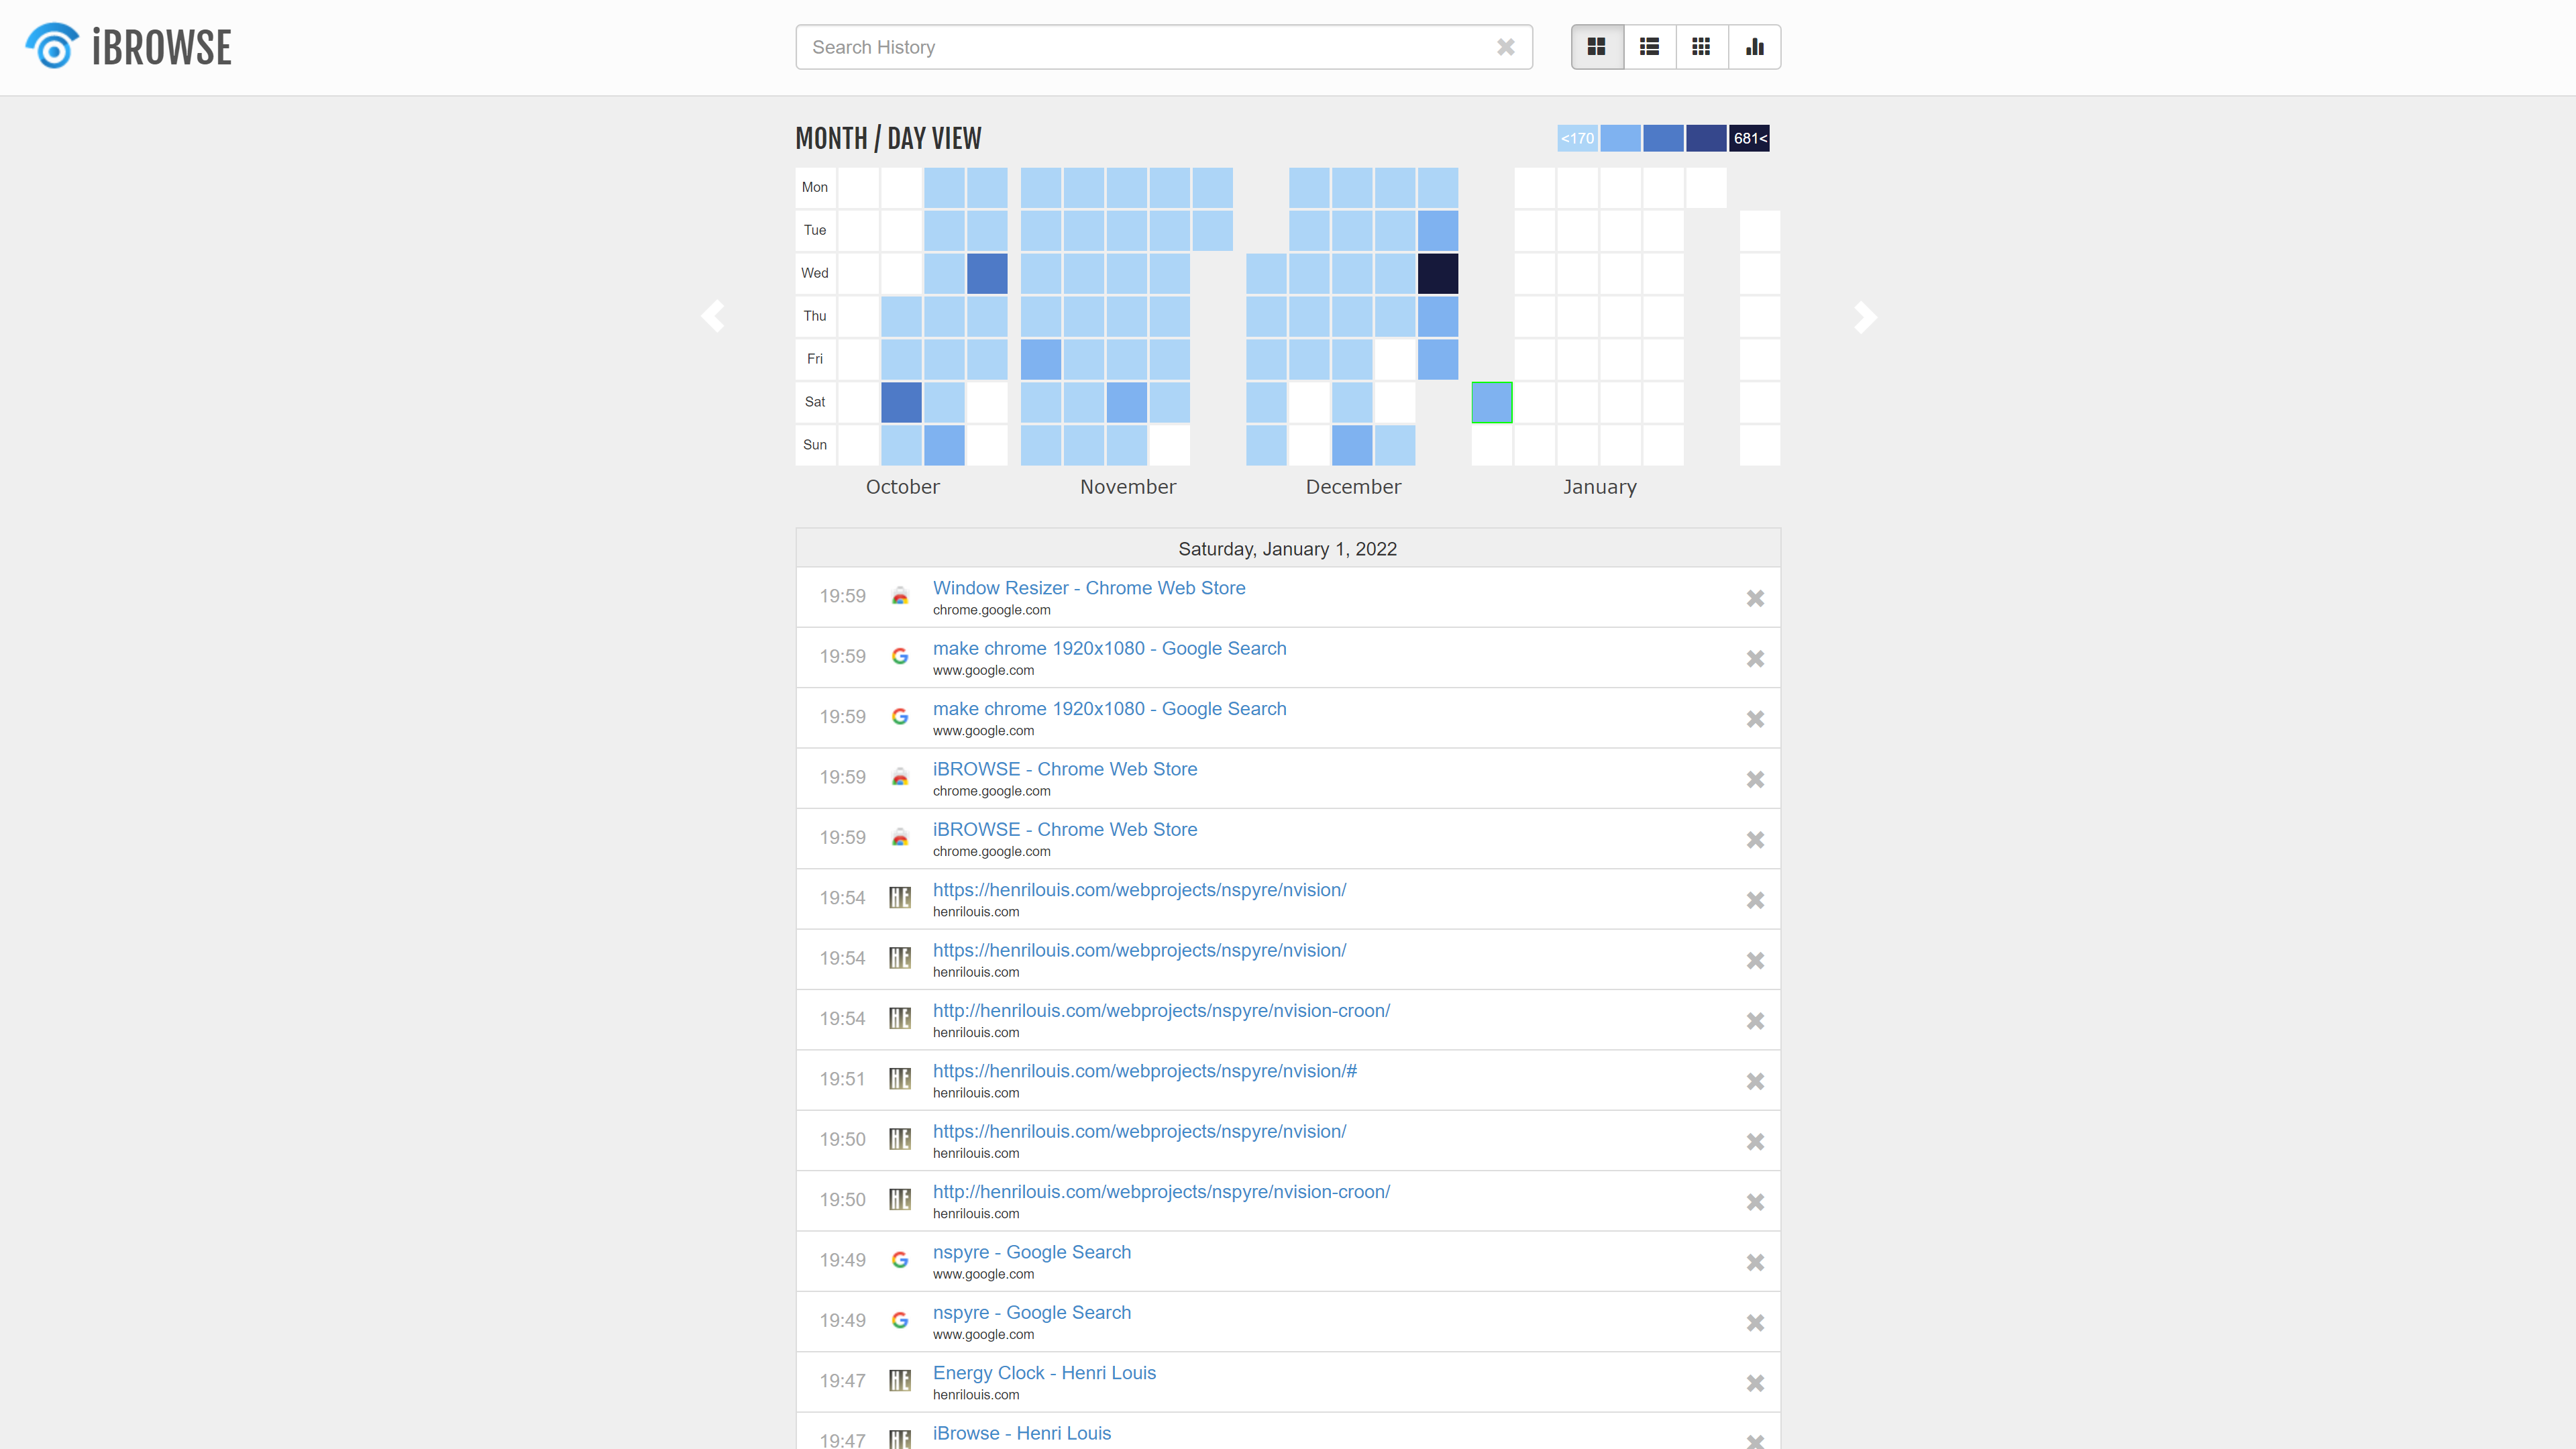 iBROWSE
Search History
MONTH / DAY VIEW
<170
681<
Mon
Tue
Wed
Thu
Fri
Sat
Sun
October
November
December
January
Saturday, January 1, 2022
19:59
Window Resizer - Chrome Web Store
chrome.google.com
19:59
make chrome 1920x1080 - Google Search
www.google.com
19:59
make chrome 1920x1080 - Google Search
www.google.com
19:59
iBROWSE - Chrome Web Store
chrome.google.com
19:59
iBROWSE - Chrome Web Store
chrome.google.com
19:54
https://henrilouis.com/webprojects/nspyre/nvision/
henrilouis.com
19:54
https://henrilouis.com/webprojects/nspyre/nvision/
henrilouis.com
19:54
http://henrilouis.com/webprojects/nspyre/nvision-croon/
henrilouis.com
19:51
https://henrilouis.com/webprojects/nspyre/nvision/#
henrilouis.com
19:50
https://henrilouis.com/webprojects/nspyre/nvision/
henrilouis.com
19:50
http://henrilouis.com/webprojects/nspyre/nvision-croon/
henrilouis.com
19:49
nspyre - Google Search
www.google.com
19:49
nspyre - Google Search
www.google.com
19:47
Energy Clock - Henri Louis
henrilouis.com
19:47
iBrowse - Henri Louis